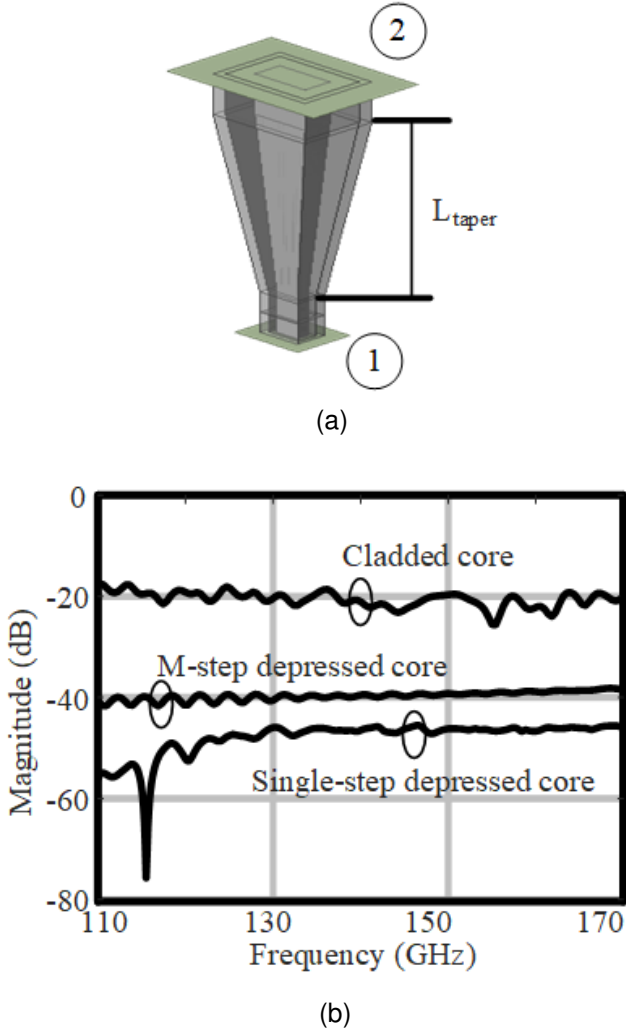 2
L_taper
1
(a)
0
-20
-40
-60
-80
Magnitude (dB)
Cladded core
M-step depressed core
Single-step depressed core
110 130 150 170
Frequency (GHz)
(b)